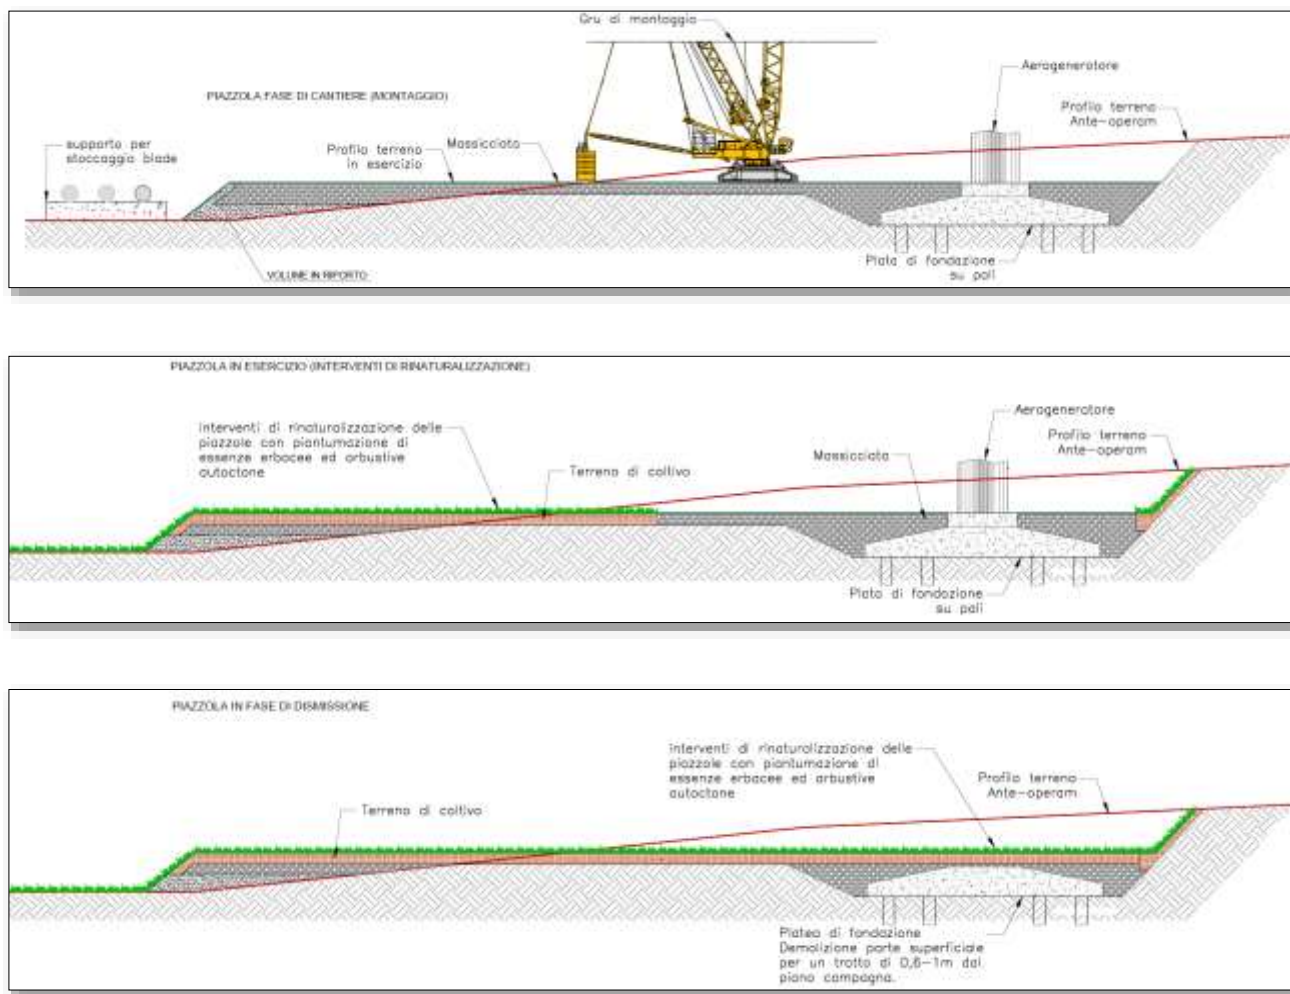 Gru di montaggio
Aerogeneratore
PIAZZOLA FASE DI CANTIERE (MONTAGGIO)
Profilo terreno
Ante-operam
supporto per
stoccaggio blade
Profilo terreno
in esercizio
Massicciata
Plata di fondazione
su pali
VOLUME IN RIPORTO
PIAZZOLA IN ESERCIZIO (INTERVENTI DI RINATURALIZZAZIONE)
Interventi di rinaturalizzazione delle
piazzole con piantumazione di
essenze erbacee ed arbustive
autoctone
Aerogeneratore
Profilo terreno
Ante-operam
Massicciata
Terreno di coltivo
Plata di fondazione
su pali
PIAZZOLA IN FASE DI DISMISSIONE
Interventi di rinaturalizzazione delle
piazzole con piantumazione di
essenze erbacee ed arbustive
autoctone
Profilo terreno
Ante-operam
Terreno di coltivo
Platea di fondazione
Demolizione parte superficiale
per un tratto di 0,6-1m dal
piano campagna.